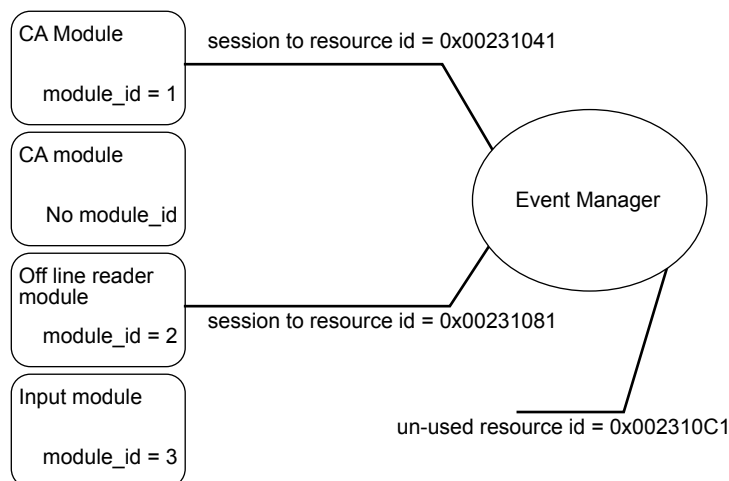 CA Module
session to resource id = 0x00231041
module_id = 1
CA module
No module_id
Event Manager
Off line reader
module
module_id = 2
session to resource id = 0x00231081
Input module
module_id = 3
un-used resource id = 0x002310C1